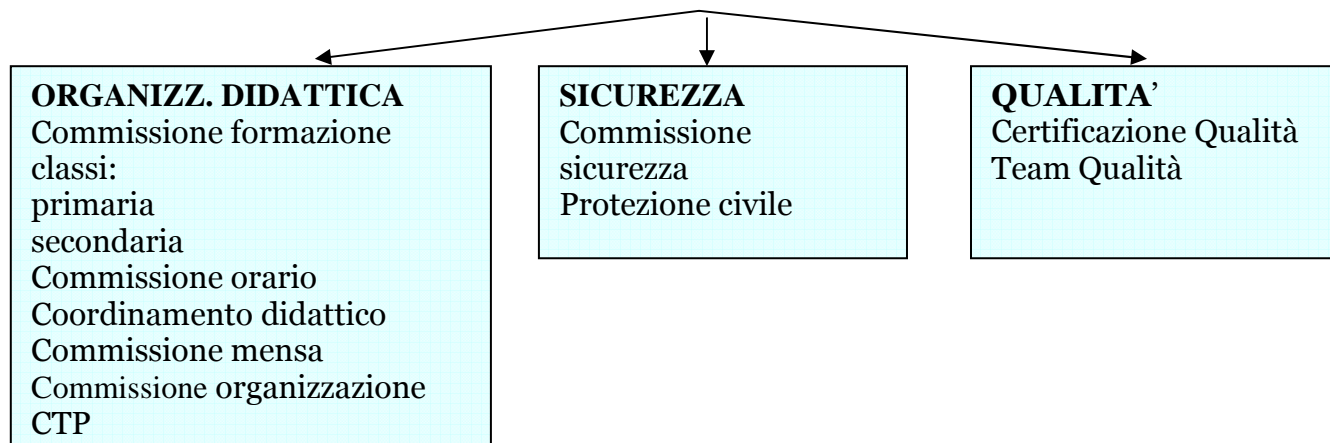 ORGANIZZ. DIDATTICA
Commissione formazione
classi:
primaria
secondaria
Commissione orario
Coordinamento didattico
Commissione mensa
Commissione organizzazione
CTP
SICUREZZA
Commissione
sicurezza
Protezione civile
QUALITA’
Certificazione Qualità
Team Qualità